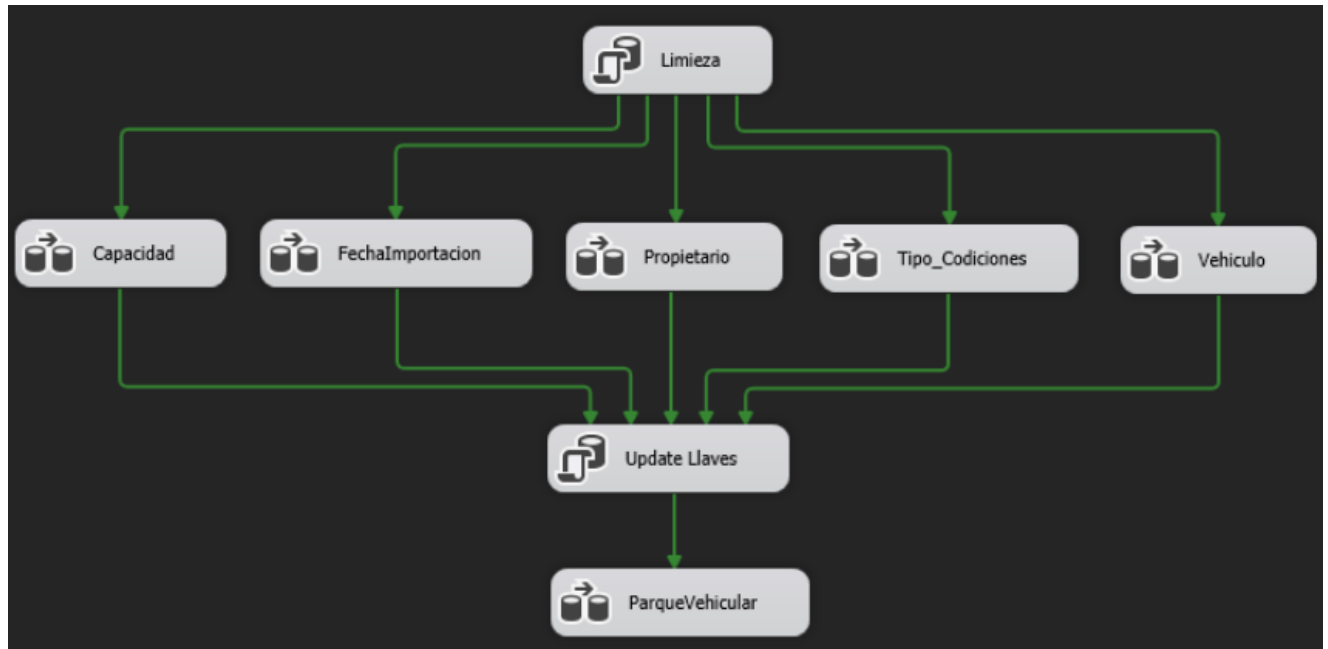 Limieza
Capacidad
FechaImportacion
Propietario
Tipo_Codiciones
Vehiculo
Update Llaves
ParqueVehicular